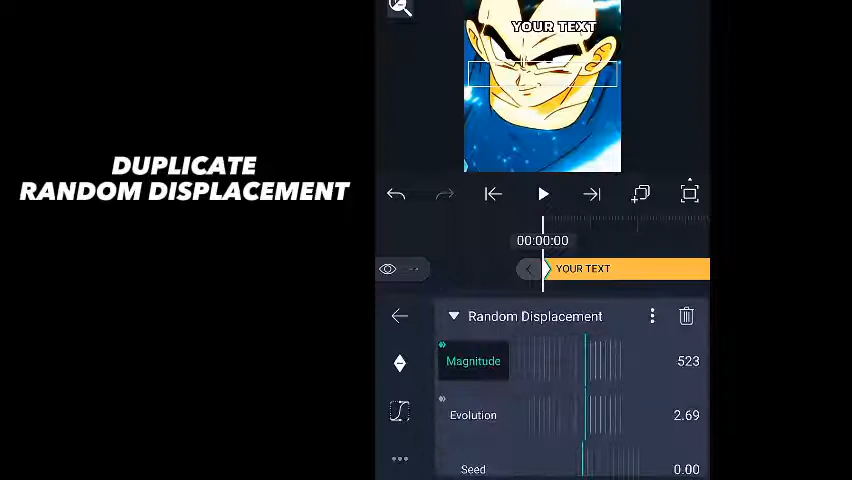 YOUR TEXT
DUPLICATE
RANDOM DISPLACEMENT
00:00:00
YOUR TEXT
Random Displacement
Magnitude 523
Evolution 2.69
Seed 0.00